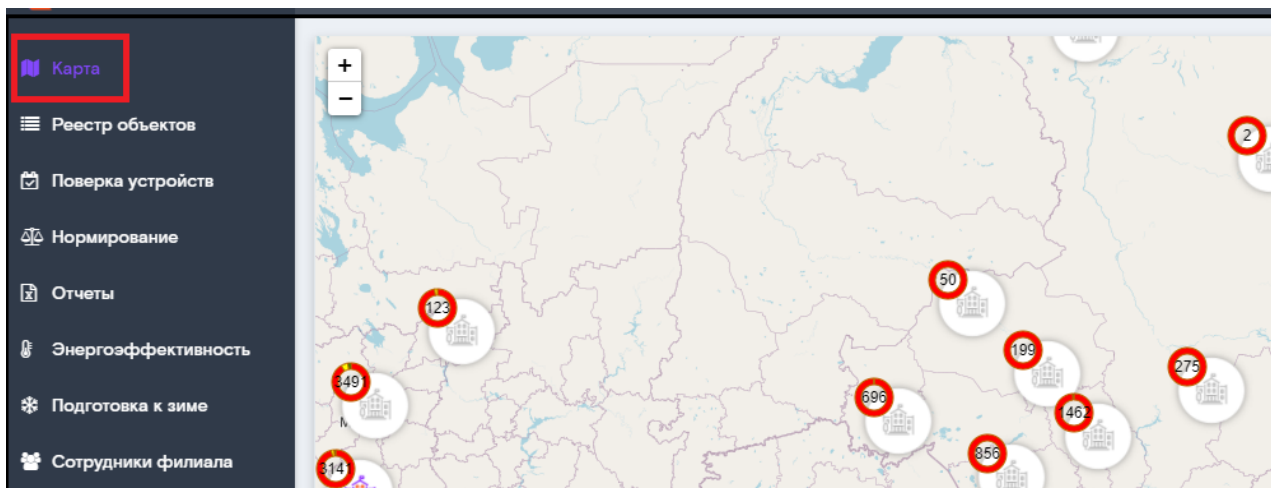 Карта
Реестр объектов
Поверка устройств
Нормирование
Отчеты
Энергоэффективность
Подготовка к зиме
Сотрудники филиала
+
−
2
50
123
199
275
3491
696
1462
856
3141